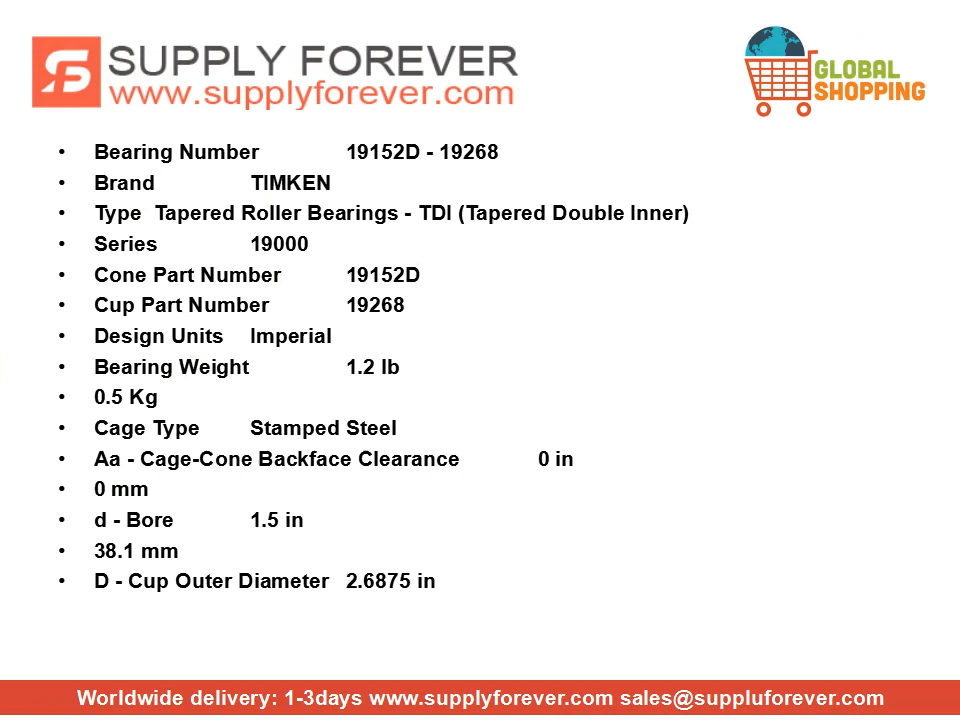 SUPPLY FOREVER
www.supplyforever.com
GLOBAL
SHOPPING
• Bearing Number 19152D - 19268
• Brand TIMKEN
• Type Tapered Roller Bearings - TDI (Tapered Double Inner)
• Series 19000
• Cone Part Number 19152D
• Cup Part Number 19268
• Design Units Imperial
• Bearing Weight 1.2 lb
• 0.5 Kg
• Cage Type Stamped Steel
• Aa - Cage-Cone Backface Clearance 0 in
• 0 mm
• d - Bore 1.5 in
• 38.1 mm
• D - Cup Outer Diameter 2.6875 in
Worldwide delivery: 1-3days www.supplyforever.com sales@suppluforever.com